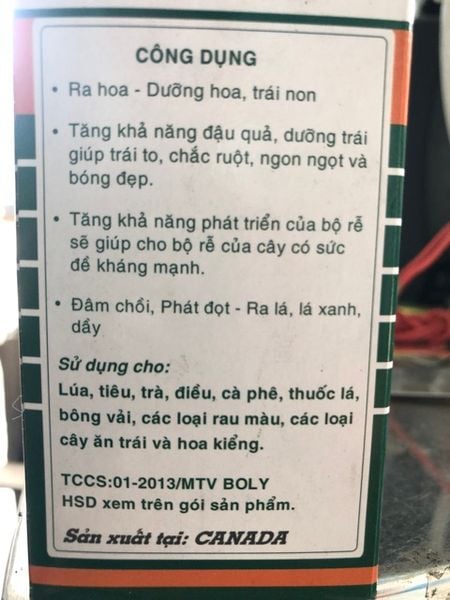 CÔNG DỤNG
• Ra hoa - Dưỡng hoa, trái non
• Tăng khả năng đậu quả, dưỡng trái
giúp trái to, chắc ruột, ngon ngọt và
bóng đẹp.
• Tăng khả năng phát triển của bộ rễ
sẽ giúp cho bộ rễ của cây có sức
đề kháng mạnh.
• Đâm chồi, Phát đọt - Ra lá, lá xanh,
dầy
Sử dụng cho:
Lúa, tiêu, trà, điều, cà phê, thuốc lá,
bông vải, các loại rau màu, các loại
cây ăn trái và hoa kiểng.
TCCS:01-2013/MTV BOLY
HSD xem trên gói sản phẩm.
Sản xuất tại: CANADA